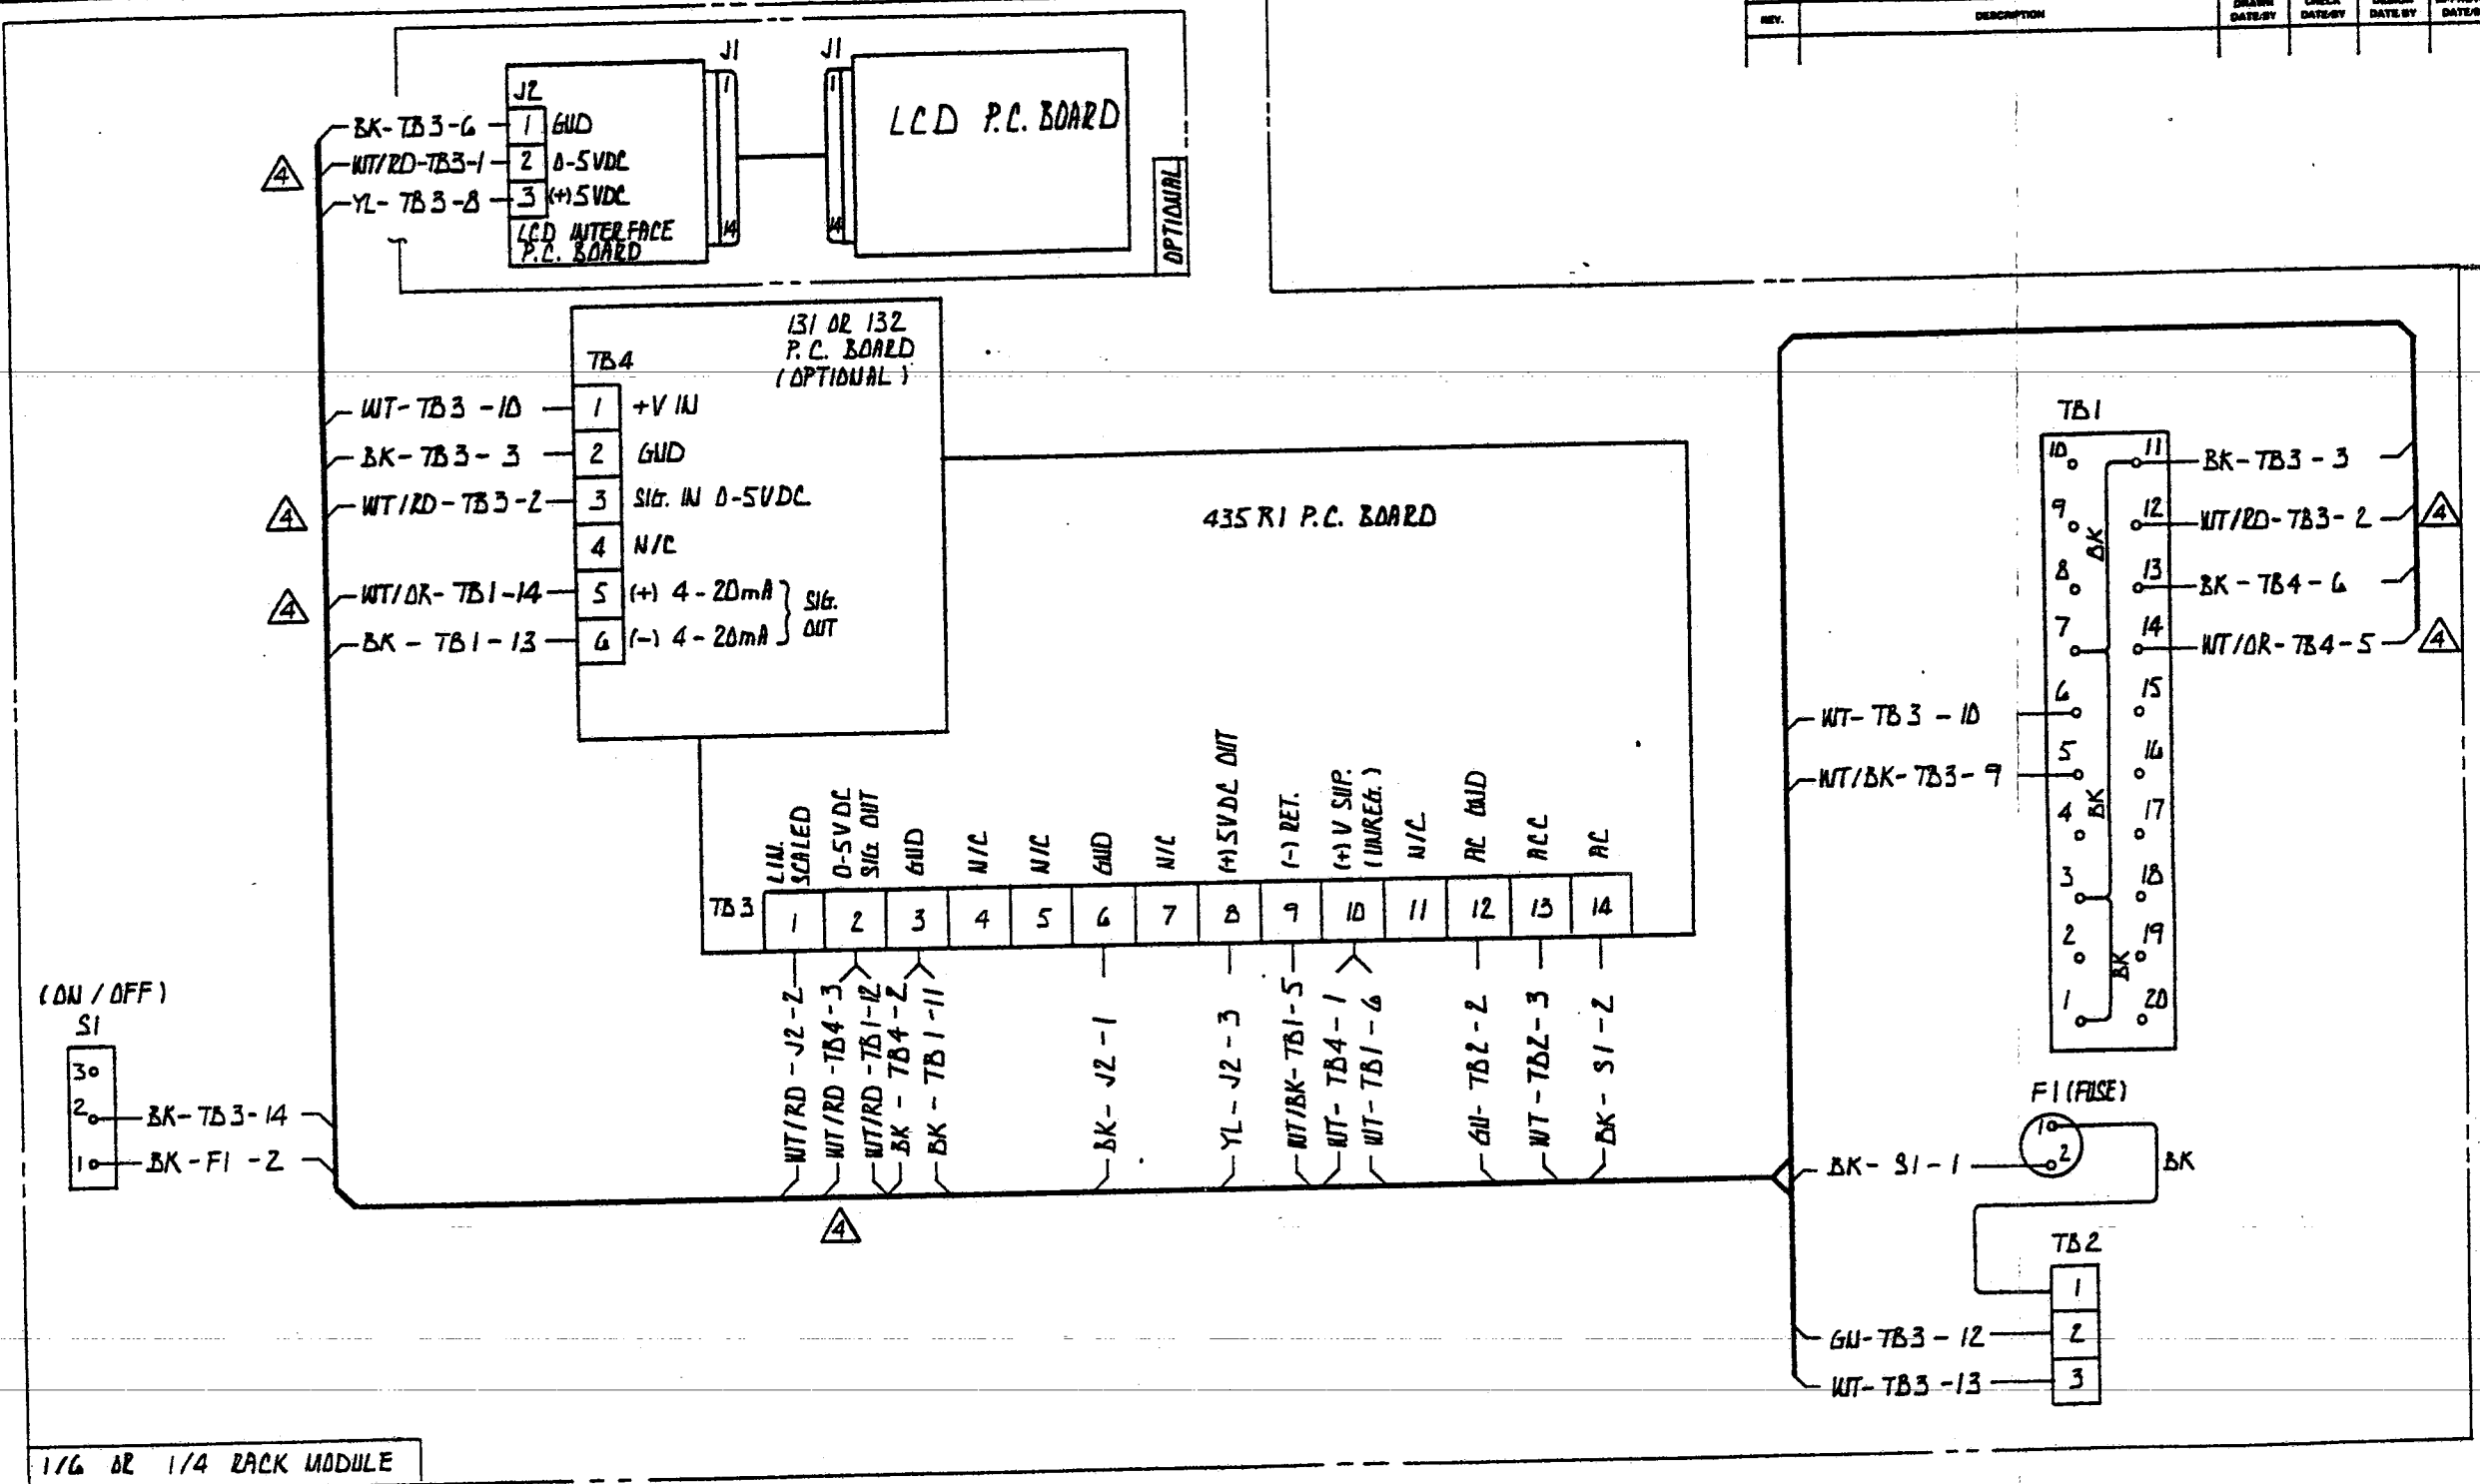 REV.
DESCRIPTION
DRAWN
DATE/BY
CHECK
DATE/BY
DESIGN
DATE/BY
DATE/BY
J1
J1
1
1
14
14
J2
BK-TB3-6 1 GND
WT/RD-TB3-1 2 0-5VDC
YL-TB3-8 3 (+)5VDC
LCD INTERFACE
P.C. BOARD
LCD P.C. BOARD
OPTIONAL
4
131 OR 132
P.C. BOARD
(OPTIONAL)
TB4
WT-TB3-10 1 +V IN
BK-TB3-3 2 GND
WT/RD-TB3-2 3 SIG. IN 0-5VDC
4 N/C
WT/OR-TB1-14 5 (+) 4-20mA
BK-TB1-13 6 (-) 4-20mA
SIG.
OUT
4
4
435R1 P.C. BOARD
TB1
10 11 BK-TB3-3
9 12 WT/RD-TB3-2
8 13 BK-TB4-6
7 14 WT/OR-TB4-5
WT-TB3-10 6 15
WT/BK-TB3-9 5 16
4 17
3 18
2 19
1 20
BK
BK
BK
4
4
LIN.
SCALED
0-5VDC
SIG. OUT
GND
N/C
N/C
GND
N/C
(+)5VDC OUT
(-) RET.
(+) V SUP.
(UNREG.)
N/C
AC GND
ACC
AC
TB3 1 2 3 4 5 6 7 8 9 10 11 12 13 14
WT/RD-J2-2
WT/RD-TB4-3
WT/RD-TB1-12
BK-TB4-2
BK-TB1-11
BK-J2-1
YL-J2-3
WT/BK-TB1-5
WT-TB4-1
WT-TB1-6
GN-TB2-2
WT-TB2-3
BK-S1-2
4
(ON/OFF)
S1
3
2 BK-TB3-14
1 BK-F1-2
F1(FUSE)
1
BK-S1-1 2
BK
TB2
1
GN-TB3-12 2
WT-TB3-13 3
1/6 OR 1/4 RACK MODULE